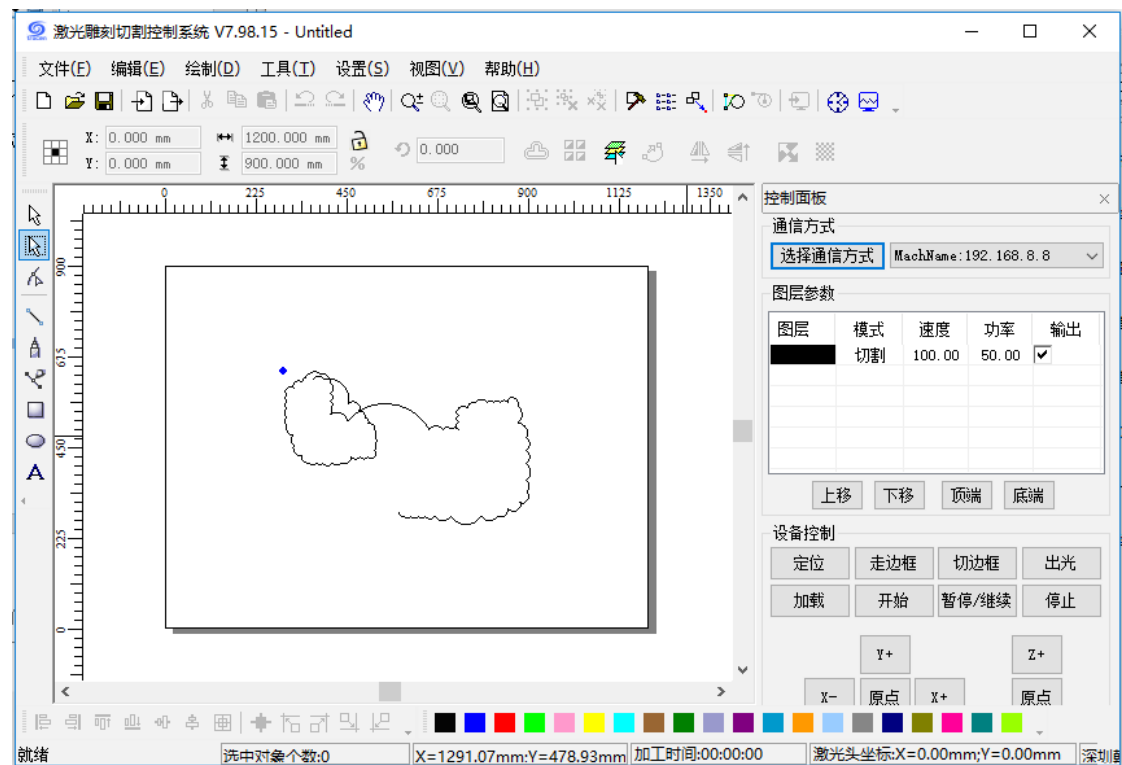 激光雕刻切割控制系统 V7.98.15 - Untitled
文件(F) 编辑(E) 绘制(D) 工具(T) 设置(S) 视图(V) 帮助(H)
X: 0.000 mm 1200.000 mm
0.000
Y: 0.000 mm 900.000 mm %
0 225 450 675 900 1125 1350
900
675
450
225
0
A
控制面板
通信方式
选择通信方式 MachName:192.168.8.8
图层参数
图层 模式 速度 功率 输出
切割 100.00 50.00
上移 下移 顶端 底端
设备控制
定位 走边框 切边框 出光
加载 开始 暂停/继续 停止
Y+ Z+
X- 原点 X+ 原点
就绪 选中对象个数:0 X=1291.07mm:Y=478.93mm 加工时间:00:00:00 激光头坐标:X=0.00mm;Y=0.00mm 深圳